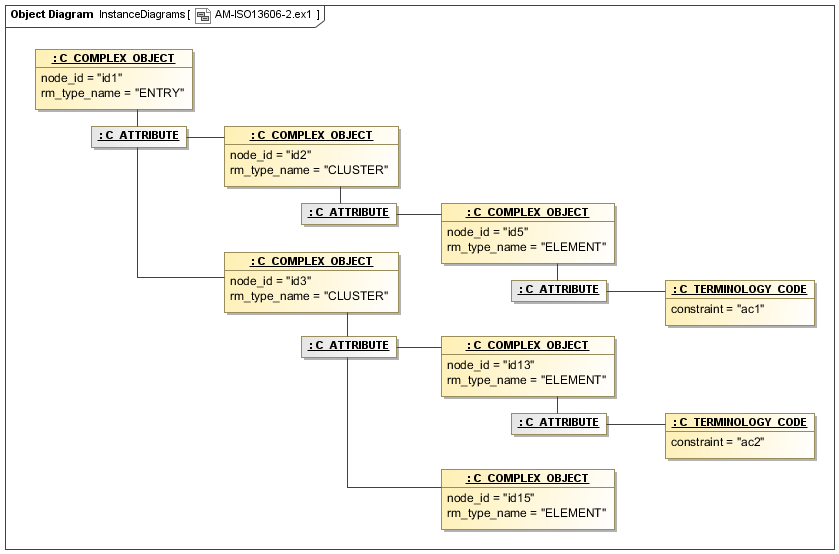 Object Diagram InstanceDiagrams [ AM-ISO13606-2.ex1 ]
: C_COMPLEX_OBJECT
node_id = "id1"
rm_type_name = "ENTRY"
: C_ATTRIBUTE
: C_COMPLEX_OBJECT
node_id = "id2"
rm_type_name = "CLUSTER"
: C_ATTRIBUTE
: C_COMPLEX_OBJECT
node_id = "id5"
rm_type_name = "ELEMENT"
: C_COMPLEX_OBJECT
node_id = "id3"
rm_type_name = "CLUSTER"
: C_ATTRIBUTE
: C_TERMINOLOGY_CODE
constraint = "ac1"
: C_ATTRIBUTE
: C_COMPLEX_OBJECT
node_id = "id13"
rm_type_name = "ELEMENT"
: C_ATTRIBUTE
: C_TERMINOLOGY_CODE
constraint = "ac2"
: C_COMPLEX_OBJECT
node_id = "id15"
rm_type_name = "ELEMENT"